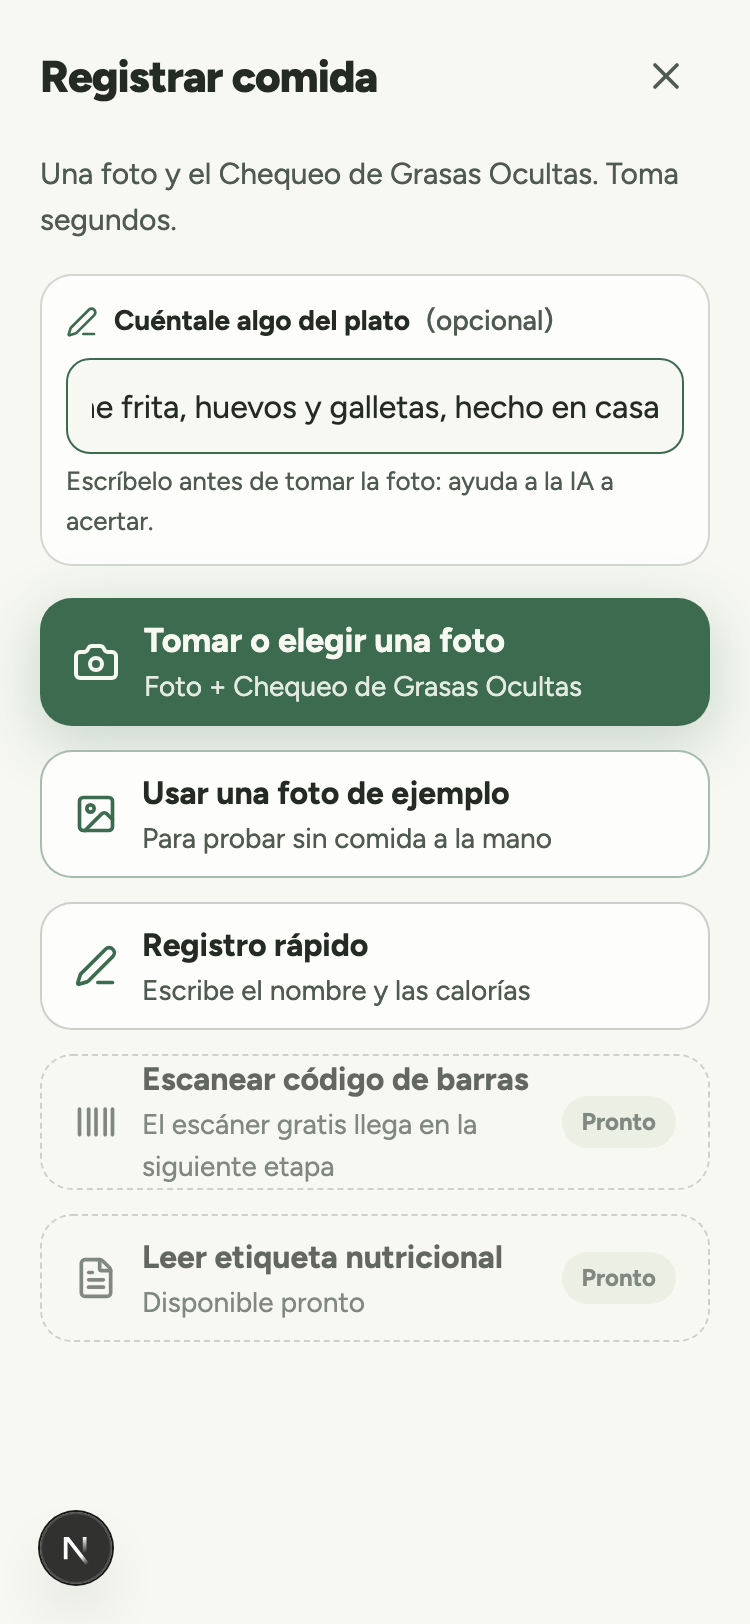 Registrar comida
Una foto y el Chequeo de Grasas Ocultas. Toma
segundos.
Cuéntale algo del plato (opcional)
frita, huevos y galletas, hecho en casa
Escríbelo antes de tomar la foto: ayuda a la IA a
acertar.
Tomar o elegir una foto
Foto + Chequeo de Grasas Ocultas
Usar una foto de ejemplo
Para probar sin comida a la mano
Registro rápido
Escribe el nombre y las calorías
Escanear código de barras
El escáner gratis llega en la
siguiente etapa
Pronto
Leer etiqueta nutricional
Disponible pronto
Pronto
N